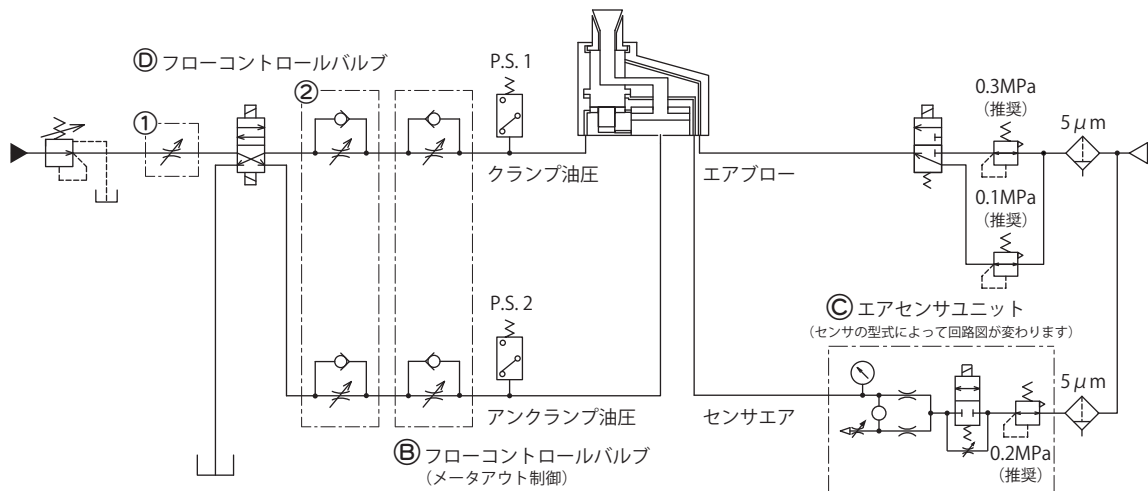 Ⓓ フローコントロールバルブ
①
②
P.S. 1
クランプ油圧
エアブロー
0.3MPa
(推奨)
5μm
0.1MPa
(推奨)
P.S. 2
アンクランプ油圧
Ⓑ フローコントロールバルブ
(メータアウト制御)
センサエア
Ⓒ エアセンサユニット
(センサの型式によって回路図が変わります)
5μm
0.2MPa
(推奨)